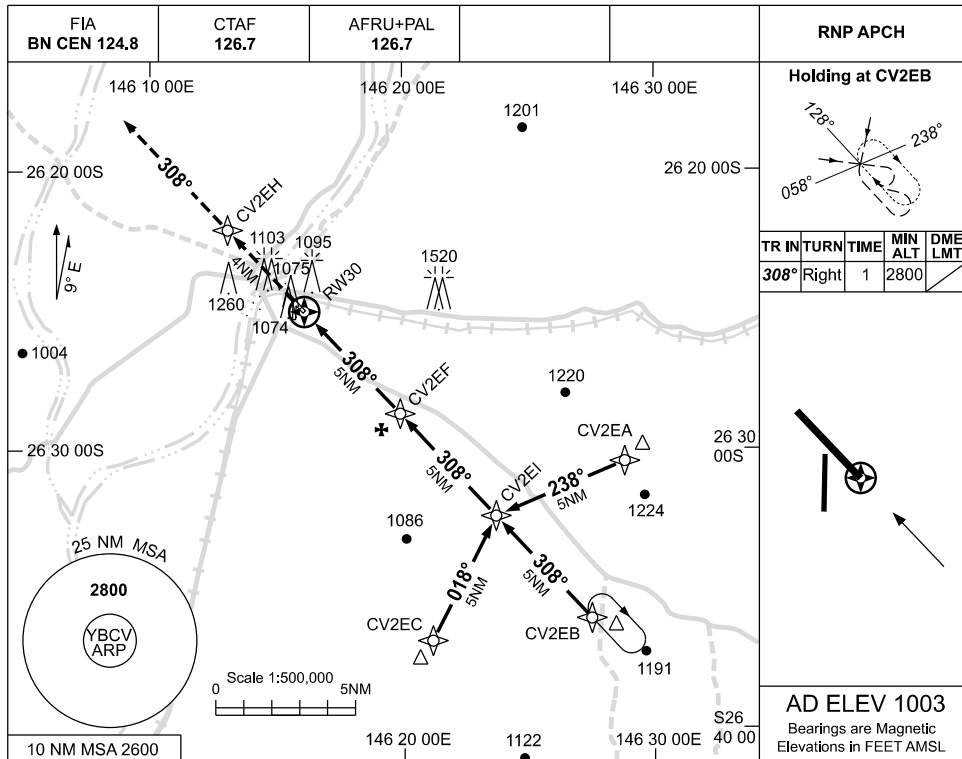 FIA
BN CEN 124.8
CTAF
126.7
AFRU+PAL
126.7
RNP APCH
146 10 00E
146 20 00E
146 30 00E
Holding at CV2EB
128°
238°
058°
TR IN
TURN
TIME
MIN ALT
DME LMT
308°
Right
1
2800
1201
26 20 00S
26 20 00S
308°
CV2EH
4NM
1103
1095
1075
1260
1074
RW30
1520
9° E
1004
308°
5NM
CV2EF
1220
CV2EA
26 30 00S
26 30
00S
308°
5NM
CV2EI
238°
5NM
1224
1086
25 NM MSA
2800
YBCV
ARP
018°
5NM
308°
5NM
CV2EC
CV2EB
1191
Scale 1:500,000
0
5NM
S26
40 00
10 NM MSA 2600
146 20 00E
1122
146 30 00E
AD ELEV 1003
Bearings are Magnetic
Elevations in FEET AMSL